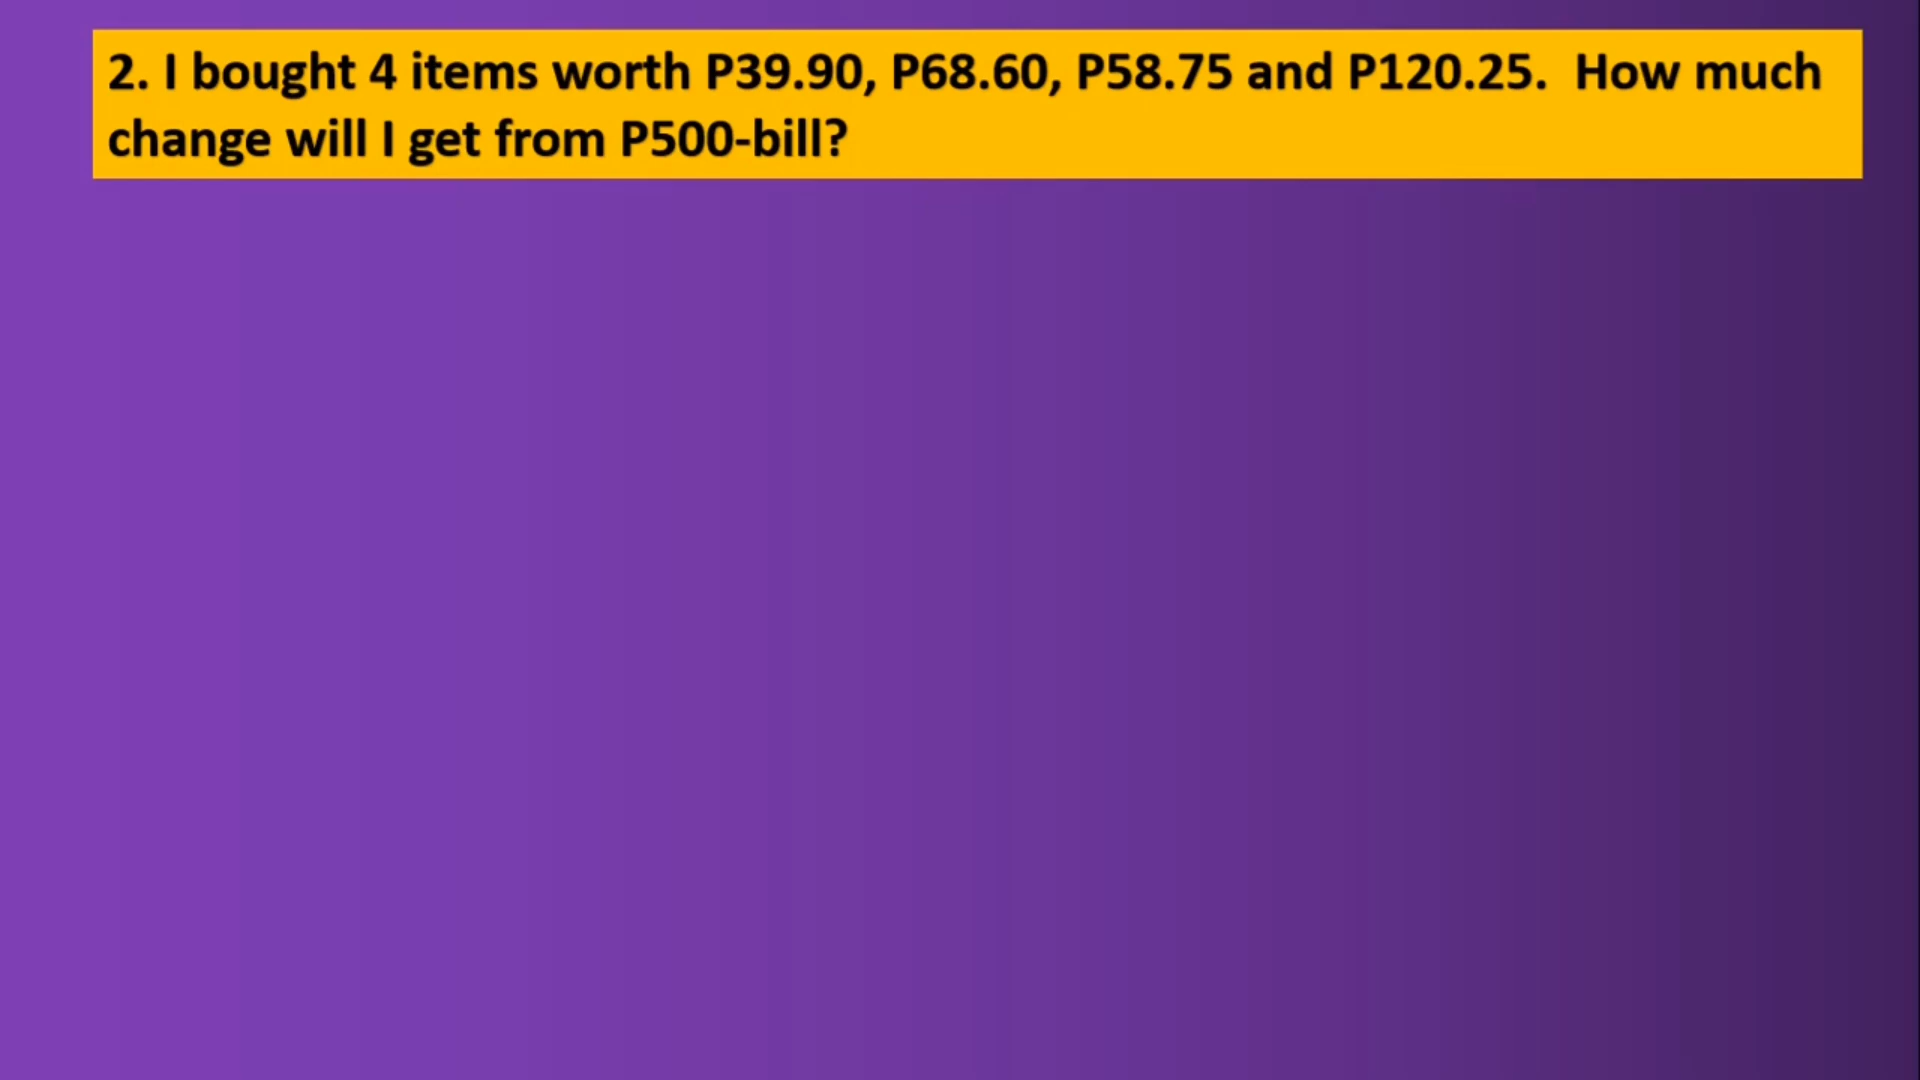 2. I bought 4 items worth P39.90, P68.60, P58.75 and P120.25.  How much
change will I get from P500-bill?